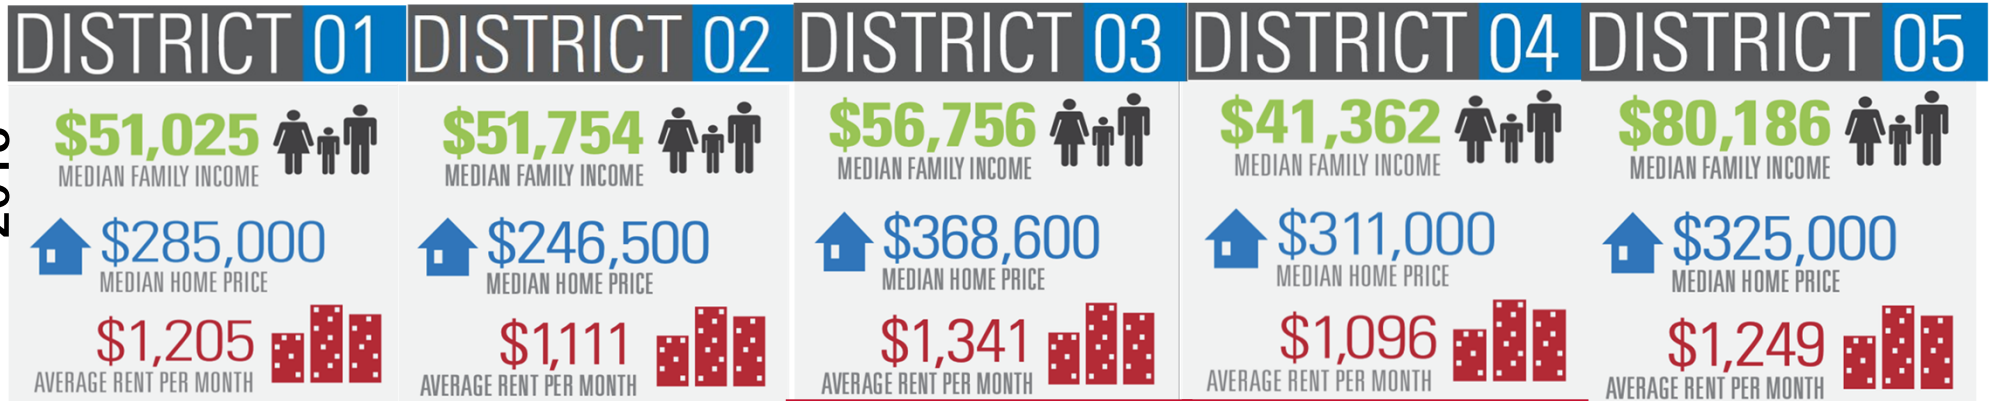 DISTRICT 01
$51,025
MEDIAN FAMILY INCOME
$285,000
MEDIAN HOME PRICE
$1,205
AVERAGE RENT PER MONTH
DISTRICT 02
$51,754
MEDIAN FAMILY INCOME
$246,500
MEDIAN HOME PRICE
$1,111
AVERAGE RENT PER MONTH
DISTRICT 03
$56,756
MEDIAN FAMILY INCOME
$368,600
MEDIAN HOME PRICE
$1,341
AVERAGE RENT PER MONTH
DISTRICT 04
$41,362
MEDIAN FAMILY INCOME
$311,000
MEDIAN HOME PRICE
$1,096
AVERAGE RENT PER MONTH
DISTRICT 05
$80,186
MEDIAN FAMILY INCOME
$325,000
MEDIAN HOME PRICE
$1,249
AVERAGE RENT PER MONTH